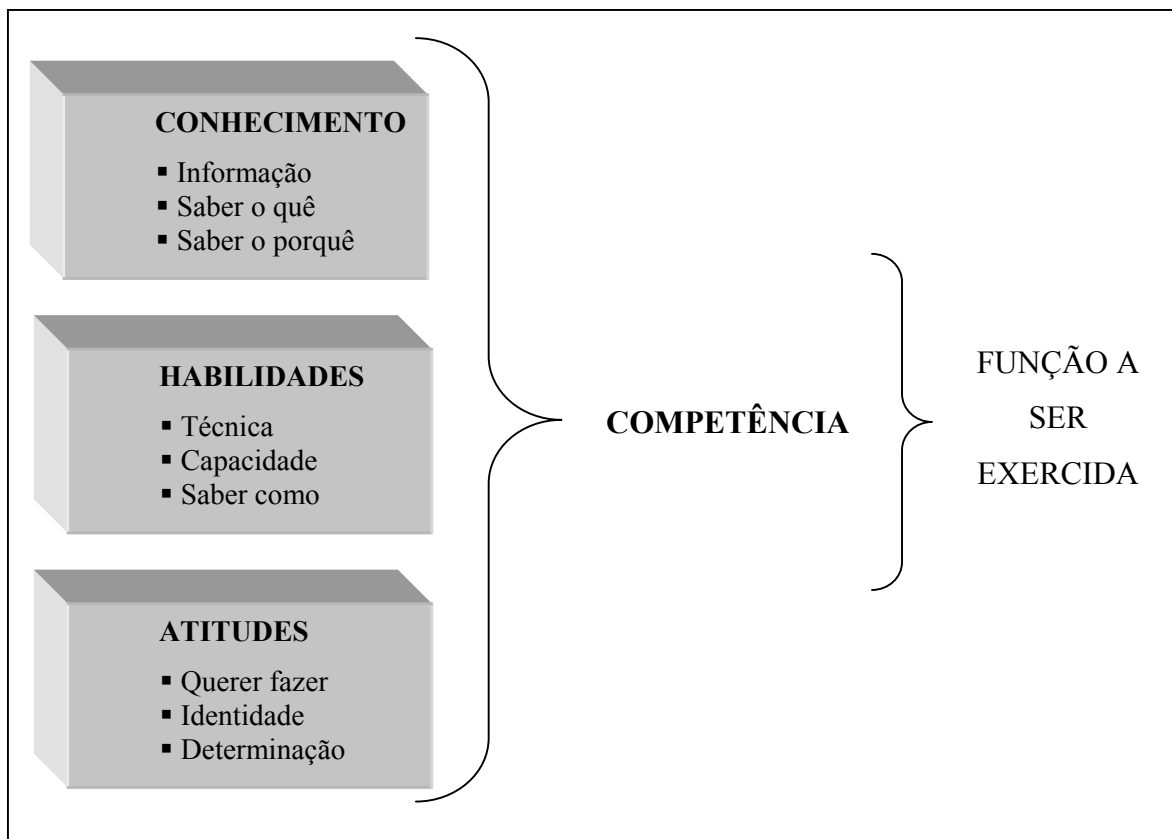 CONHECIMENTO
▪ Informação
▪ Saber o quê
▪ Saber o porquê
HABILIDADES
▪ Técnica
▪ Capacidade
▪ Saber como
ATITUDES
▪ Querer fazer
▪ Identidade
▪ Determinação
COMPETÊNCIA
FUNÇÃO A
SER
EXERCIDA